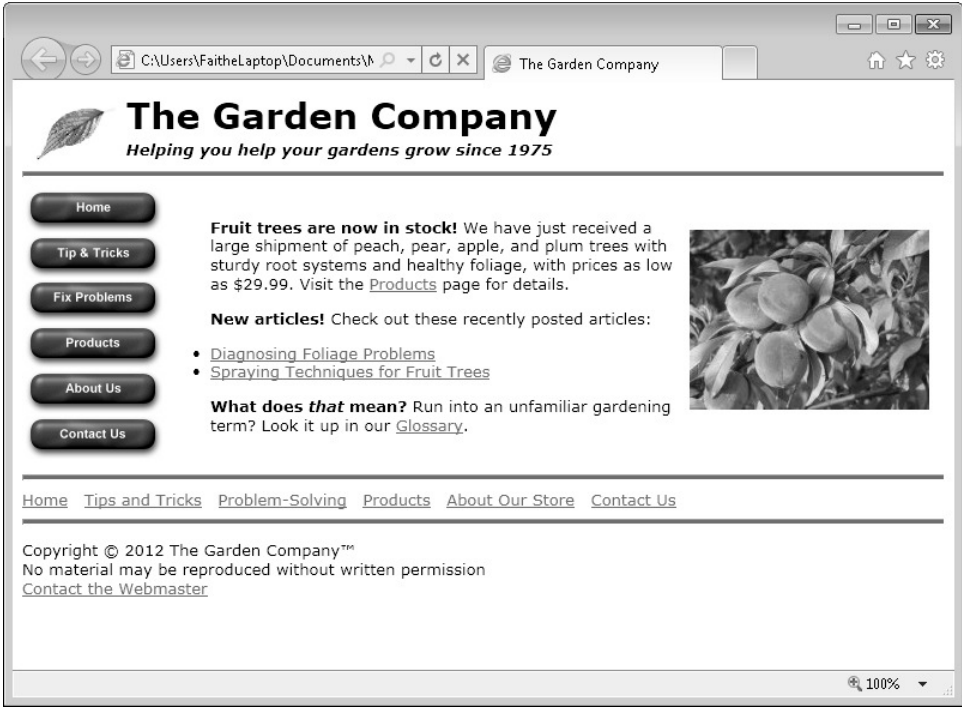 C:\Users\FaitheLaptop\Documents\M
The Garden Company
The Garden Company
Helping you help your gardens grow since 1975
Home
Tip & Tricks
Fix Problems
Products
About Us
Contact Us
Fruit trees are now in stock! We have just received a
large shipment of peach, pear, apple, and plum trees with
sturdy root systems and healthy foliage, with prices as low
as $29.99. Visit the Products page for details.
New articles! Check out these recently posted articles:
• Diagnosing Foliage Problems
• Spraying Techniques for Fruit Trees
What does that mean? Run into an unfamiliar gardening
term? Look it up in our Glossary.
Home Tips and Tricks Problem-Solving Products About Our Store Contact Us
Copyright © 2012 The Garden Company™
No material may be reproduced without written permission
Contact the Webmaster
100%